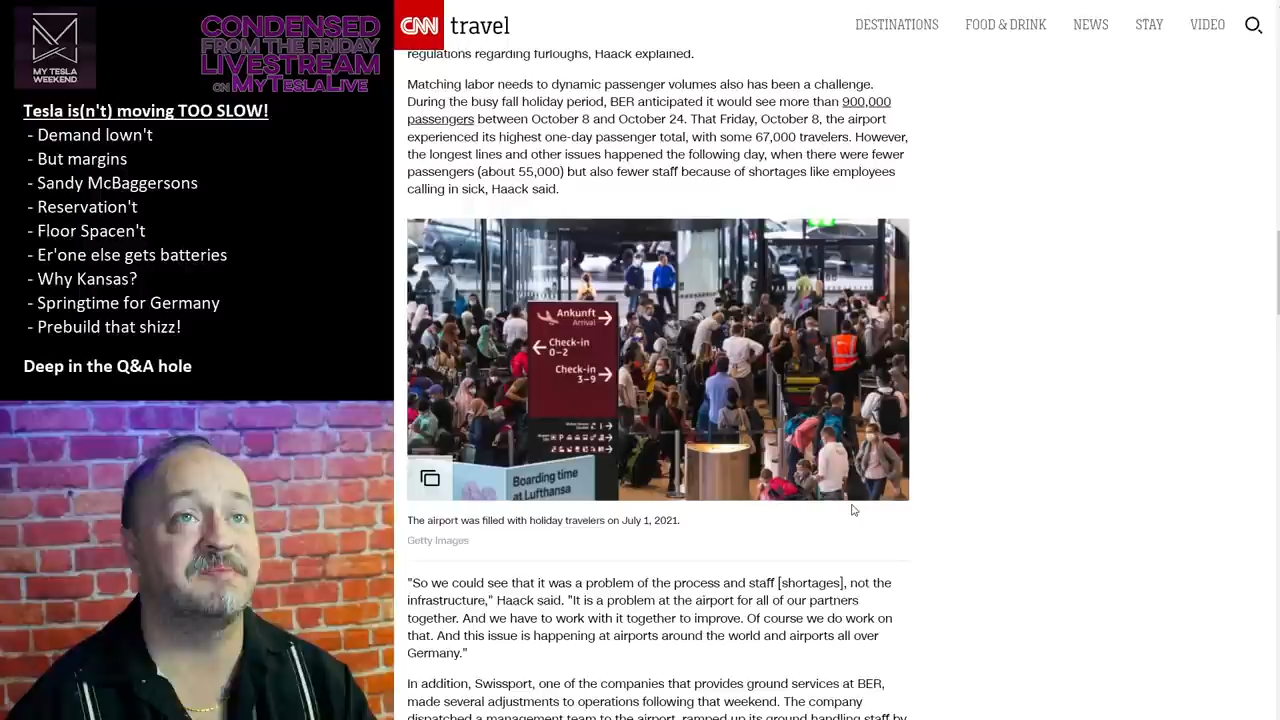 MY TESLA
WEEKEND
CONDENSED
FROM THE FRIDAY
LIVESTREAM
ON MYTESLALIVE
Tesla is(n't) moving TOO SLOW!
- Demand lown't
- But margins
- Sandy McBaggersons
- Reservation't
- Floor Spacen't
- Er'one else gets batteries
- Why Kansas?
- Springtime for Germany
- Prebuild that shizz!
Deep in the Q&A hole
CNN travel
DESTINATIONS FOOD & DRINK NEWS STAY VIDEO
regulations regarding furloughs, Haack explained.
Matching labor needs to dynamic passenger volumes also has been a challenge.
During the busy fall holiday period, BER anticipated it would see more than 900,000
passengers between October 8 and October 24. That Friday, October 8, the airport
experienced its highest one-day passenger total, with some 67,000 travelers. However,
the longest lines and other issues happened the following day, when there were fewer
passengers (about 55,000) but also fewer staff because of shortages like employees
calling in sick, Haack said.
Ankunft
Arrival
Check-in
0-2
Check-in
3-9
Boarding time
at Lufthansa
The airport was filled with holiday travelers on July 1, 2021.
Getty Images
"So we could see that it was a problem of the process and staff [shortages], not the
infrastructure," Haack said. "It is a problem at the airport for all of our partners
together. And we have to work with it together to improve. Of course we do work on
that. And this issue is happening at airports around the world and airports all over
Germany."
In addition, Swissport, one of the companies that provides ground services at BER,
made several adjustments to operations following that weekend. The company
dispatched a management team to the airport, ramped up its ground handling staff by